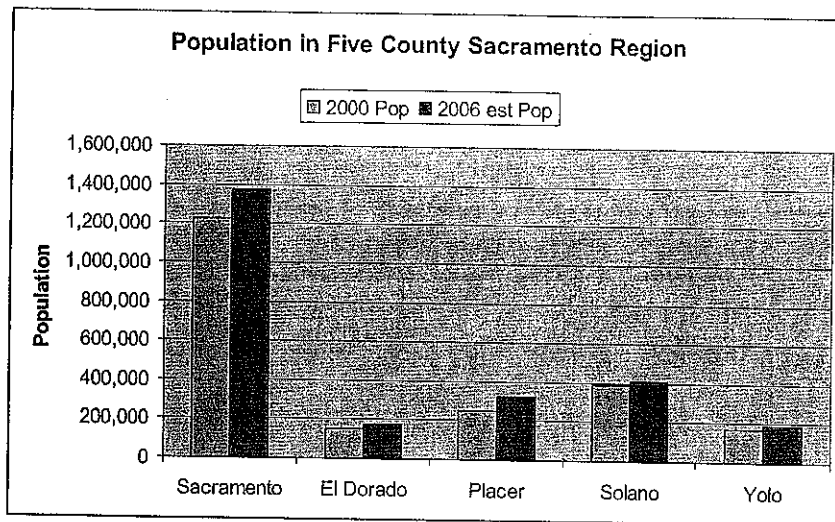 Population in Five County Sacramento Region
2000 Pop 2006 est Pop
1,600,000
1,400,000
1,200,000
1,000,000
800,000
600,000
400,000
200,000
0
Population
Sacramento El Dorado Placer Solano Yolo